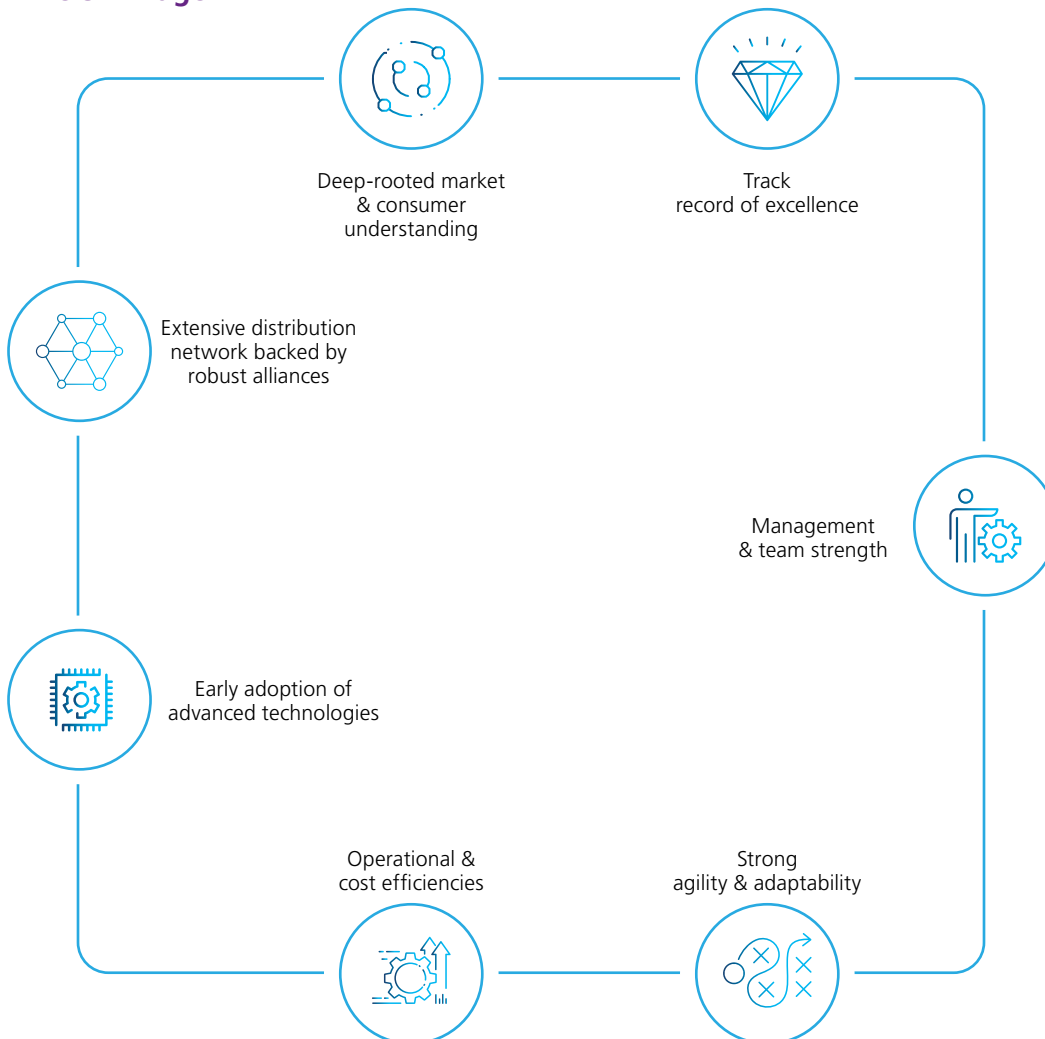 Deep-rooted market
& consumer
understanding
Track
record of excellence
Extensive distribution
network backed by
robust alliances
Management
& team strength
Early adoption of
advanced technologies
Operational &
cost efficiencies
Strong
agility & adaptability